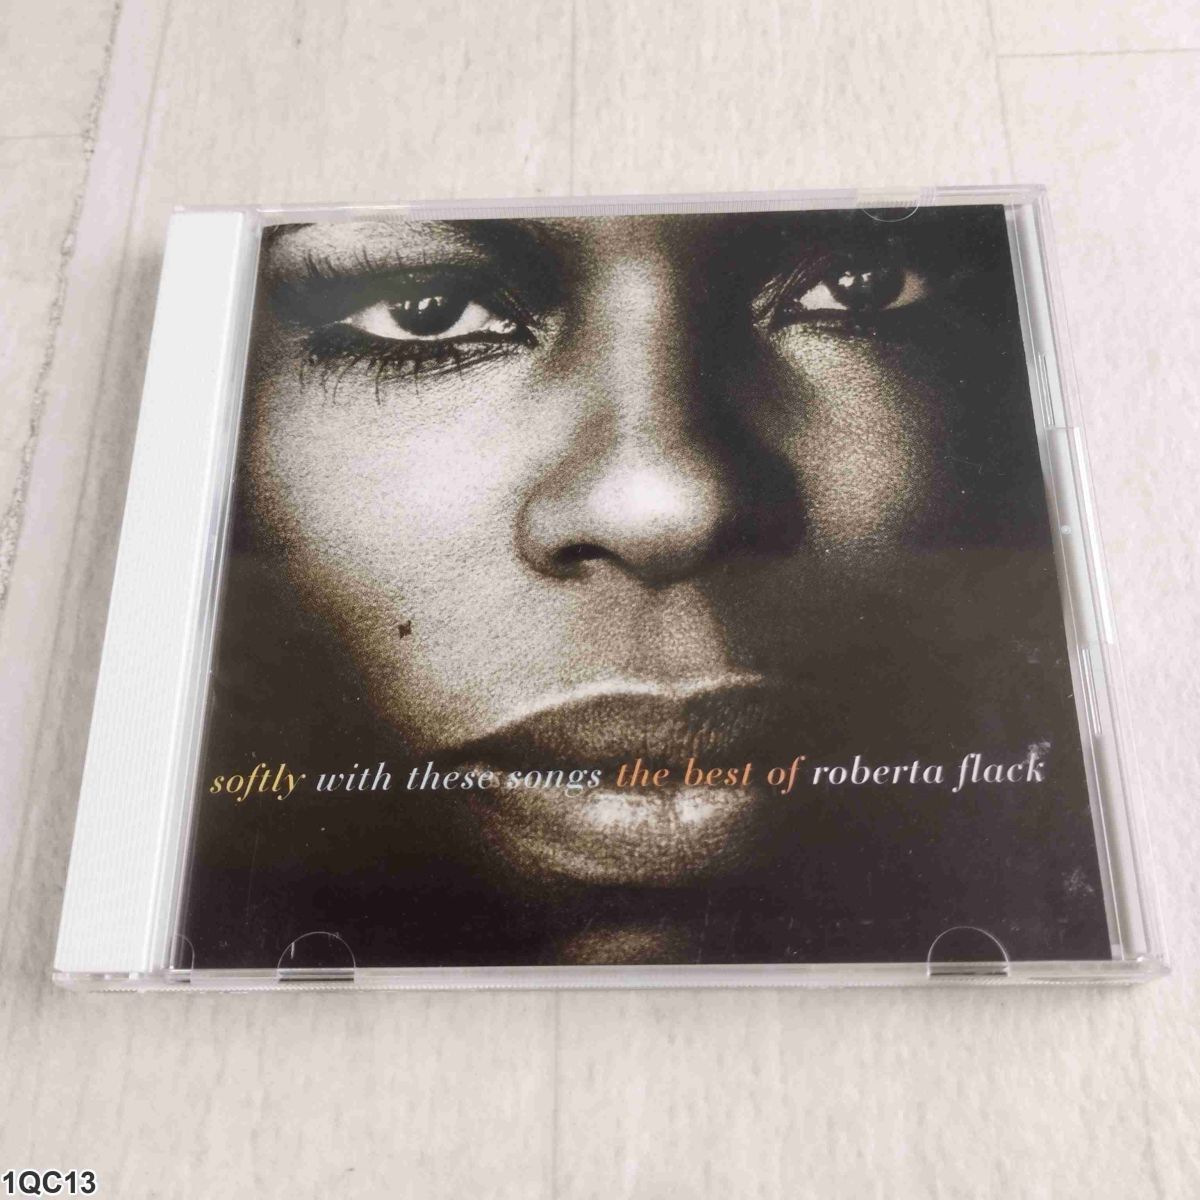 softly with these songs the best of roberta flack
1QC13